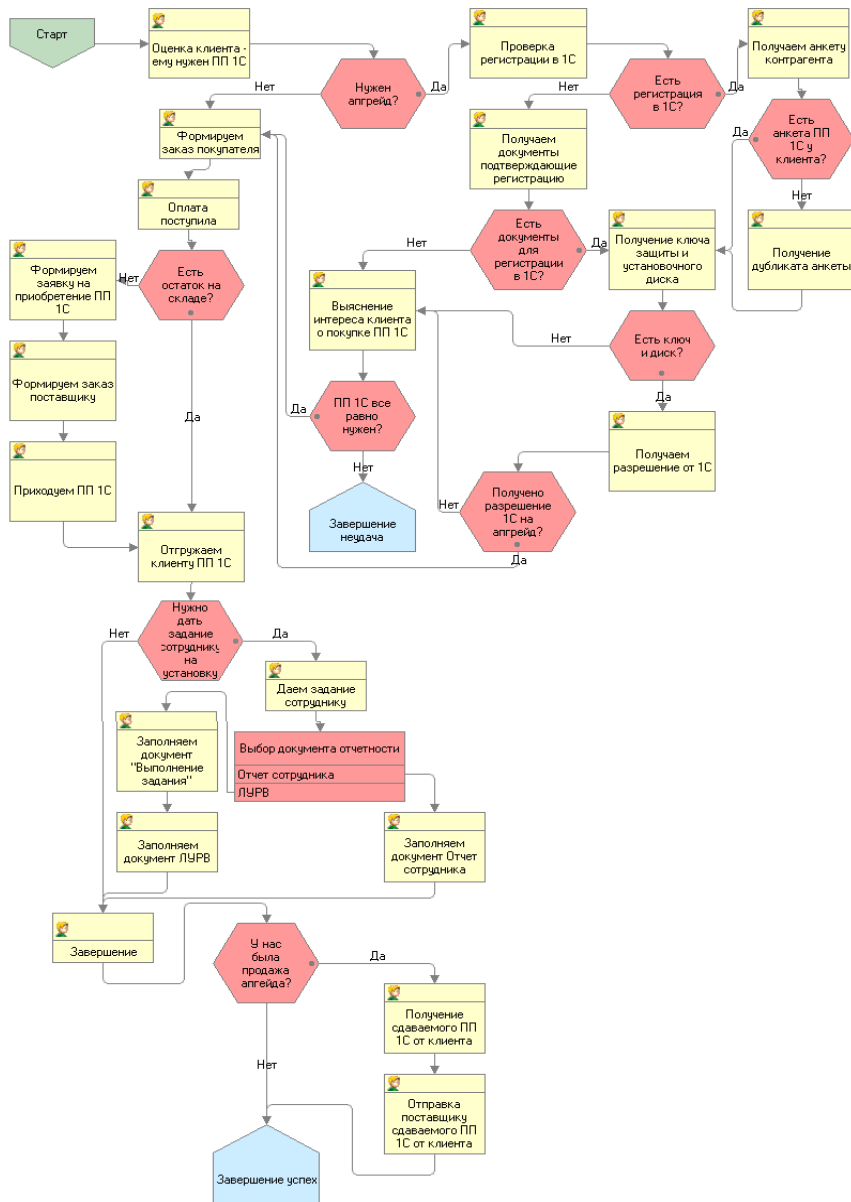 Старт
Оценка клиента -
ему нужен ПП 1С
Нужен
апгрейд?
Нет
Да
Проверка
регистрации в 1С
Есть
регистрация
в 1С?
Нет
Да
Получаем анкету
контрагента
Есть
анкета ПП
1С у
клиента?
Да
Нет
Формируем
заказ покупателя
Получаем
документы
подтверждающие
регистрацию
Оплата
поступила
Есть
документы
для
регистрации
в 1С?
Нет
Да
Получение ключа
защиты и
установочного
диска
Получение
дубликата анкеты
Формируем
заявку на
приобретение ПП
1С
Нет
Есть
остаток на
складе?
Да
Выяснение
интереса клиента
о покупке ПП 1С
Нет
Есть ключ
и диск?
Да
Формируем заказ
поставщику
Да
ПП 1С все
равно
нужен?
Нет
Получаем
разрешение от 1С
Приходуем ПП 1С
Завершение
неудача
Нет
Получено
разрешение
1С на
апгрейд?
Да
Отгружаем
клиенту ПП 1С
Нет
Нужно
дать
задание
сотруднику
на
установку
Да
Даем задание
сотруднику
Заполняем
документ
"Выполнение
задания"
Выбор документа отчетности
Отчет сотрудника
ЛУРВ
Заполняем
документ ЛУРВ
Заполняем
документ Отчет
сотрудника
Завершение
У нас
была
продажа
апгейда?
Да
Нет
Получение
сдаваемого ПП
1С от клиента
Отправка
поставщику
сдаваемого ПП
1С от клиента
Завершение успех